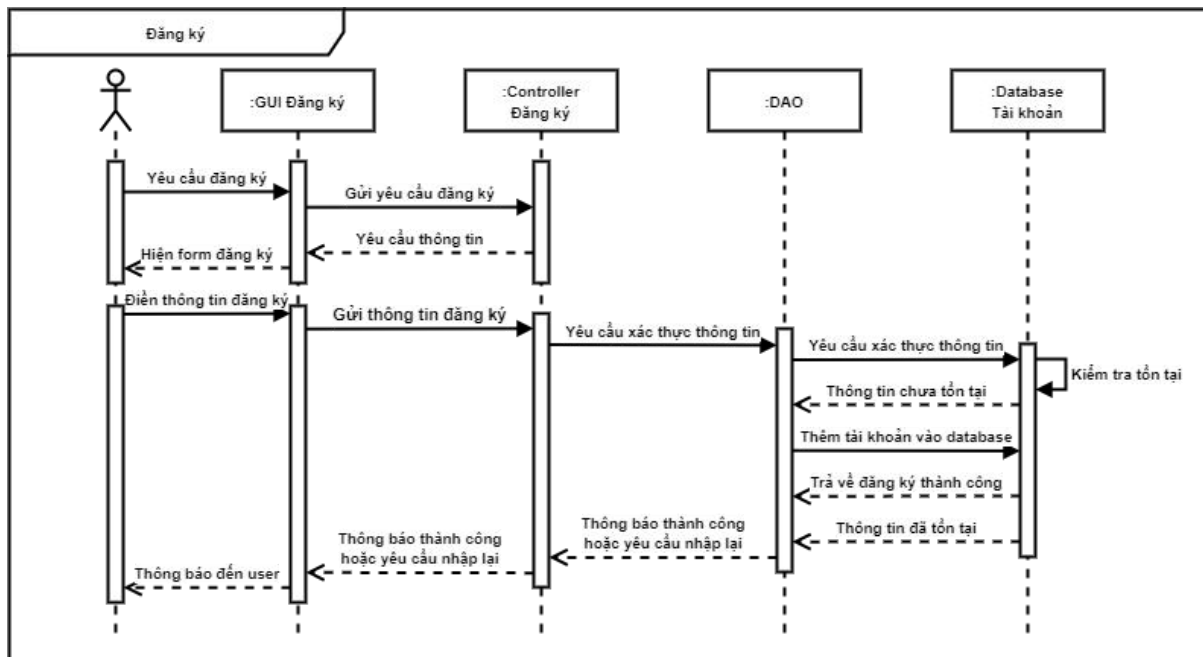 Đăng ký
:GUI Đăng ký
:Controller
Đăng ký
:DAO
:Database
Tài khoản
Yêu cầu đăng ký
Gửi yêu cầu đăng ký
Yêu cầu thông tin
Hiện form đăng ký
Điền thông tin đăng ký
Gửi thông tin đăng ký
Yêu cầu xác thực thông tin
Yêu cầu xác thực thông tin
Kiểm tra tồn tại
Thông tin chưa tồn tại
Thêm tài khoản vào database
Trả về đăng ký thành công
Thông tin đã tồn tại
Thông báo thành công
hoặc yêu cầu nhập lại
Thông báo thành công
hoặc yêu cầu nhập lại
Thông báo đến user